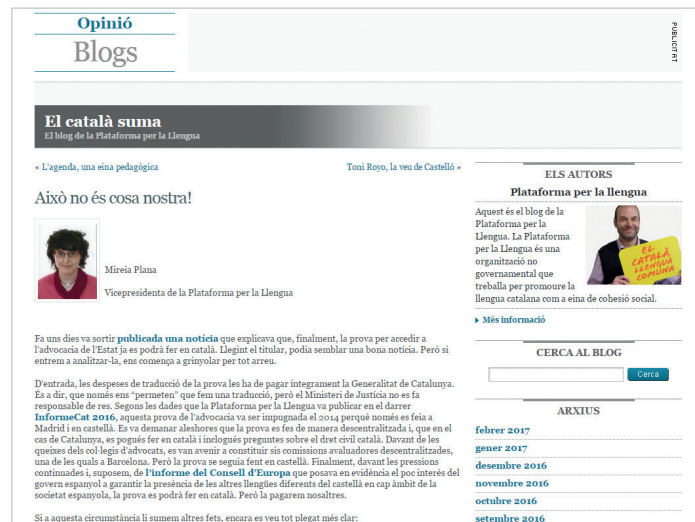 Opinió
Blogs
PUBLICITAT
El català suma
El blog de la Plataforma per la Llengua
« L'agenda, una eina pedagògica
Toni Royo, la veu de Castelló »
Això no és cosa nostra!
Mireia Plana
Vicepresidenta de la Plataforma per la Llengua
Fa uns dies va sortir publicada una notícia que explicava que, finalment, la prova per accedir a
l'advocacia de l'Estat ja es podrà fer en català. Llegint el titular, podia semblar una bona notícia. Però si
entrem a analitzar-la, ens comença a grinyolar per tot arreu.
D'entrada, les despeses de traducció de la prova les ha de pagar íntegrament la Generalitat de Catalunya.
És a dir, que només ens "permeten" que fem una traducció, però el Ministeri de Justícia no es fa
responsable de res. Segons les dades que la Plataforma per la Llengua va publicar en el darrer
InformeCat 2016, aquesta prova de l'advocacia va ser impugnada el 2014 perquè només es feia a
Madrid i en castellà. Es va demanar aleshores que la prova es fes de manera descentralitzada i, que en el
cas de Catalunya, es pogués fer en català i inclogués preguntes sobre el dret civil català. Davant de les
queixes dels col·legis d'advocats, es van avenir a constituir sis comissions avaluadores descentralitzades,
una de les quals a Barcelona. Però la prova se seguia fent en castellà. Finalment, davant les pressions
continuades i, suposem, de l'informe del Consell d'Europa que posava en evidència el poc interès del
govern espanyol a garantir la presència de les altres llengües diferents del castellà en cap àmbit de la
societat espanyola, la prova es podrà fer en català. Però la pagarem nosaltres.
Si a aquesta circumstància li sumem altres fets, encara es veu tot plegat més clar:
ELS AUTORS
Plataforma per la llengua
Aquest és el blog de la
Plataforma per la
Llengua. La Plataforma
per la Llengua és una
organització no
governamental que
treballa per promoure la
llengua catalana com a eina de cohesió social.
EL
CATALÀ,
LLENGUA
COMUNA
Més informació
CERCA AL BLOG
Cerca
ARXIUS
febrer 2017
gener 2017
desembre 2016
novembre 2016
octubre 2016
setembre 2016